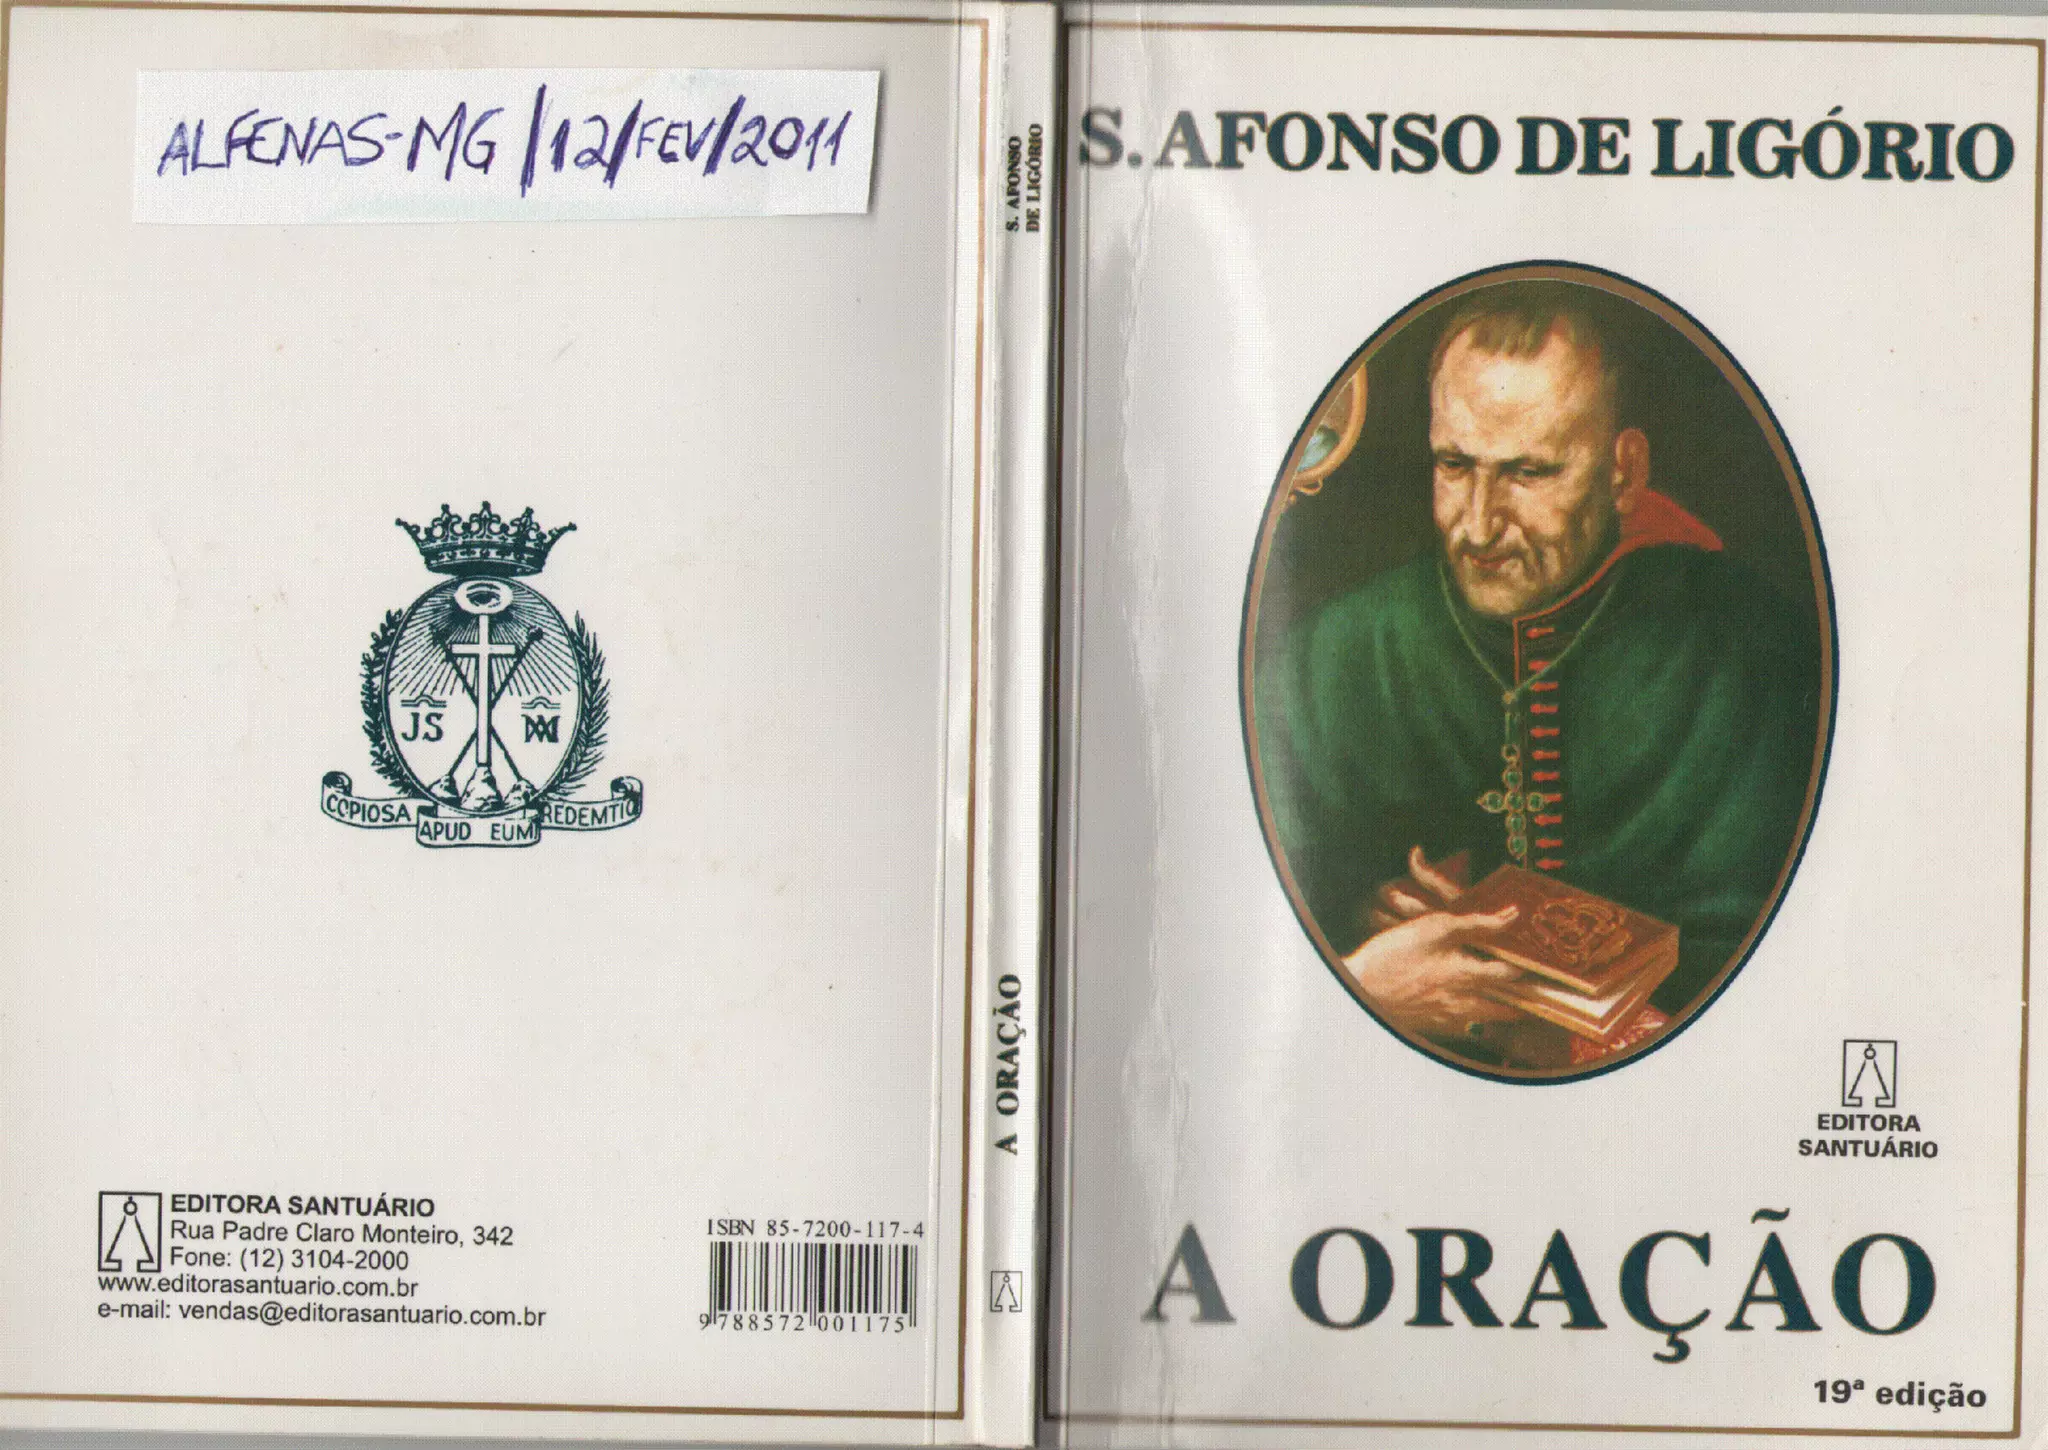 ALFENAS-MG/12/FEV/2011
JS
COPIOSA APUD EUM REDEMTIO
EDITORA SANTUÁRIO
Rua Padre Claro Monteiro, 342
Fone: (12) 3104-2000
www.editorasantuario.com.br
e-mail: vendas@editorasantuario.com.br
ISBN 85-7200-117-4
9 788572 001175
S. AFONSO
DE LIGÓRIO
A ORAÇÃO
S. AFONSO DE LIGÓRIO
EDITORA
SANTUÁRIO
A ORAÇÃO
19ª edição